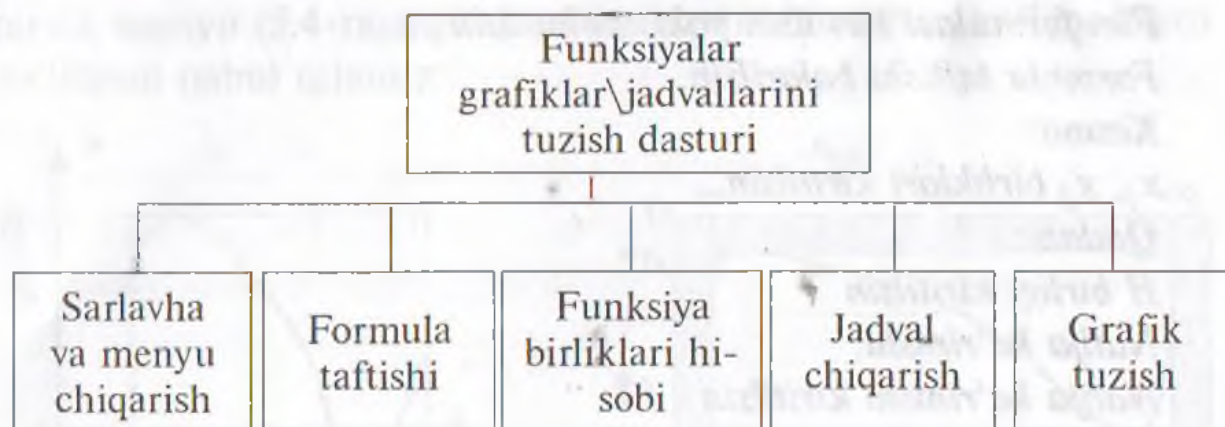 Funksiyalar
grafiklar\jadvallarini
tuzish dasturi
Sarlavha
va menyu
chiqarish
Formula
taftishi
Funksiya
birliklari hi-
sobi
Jadval
chiqarish
Grafik
tuzish